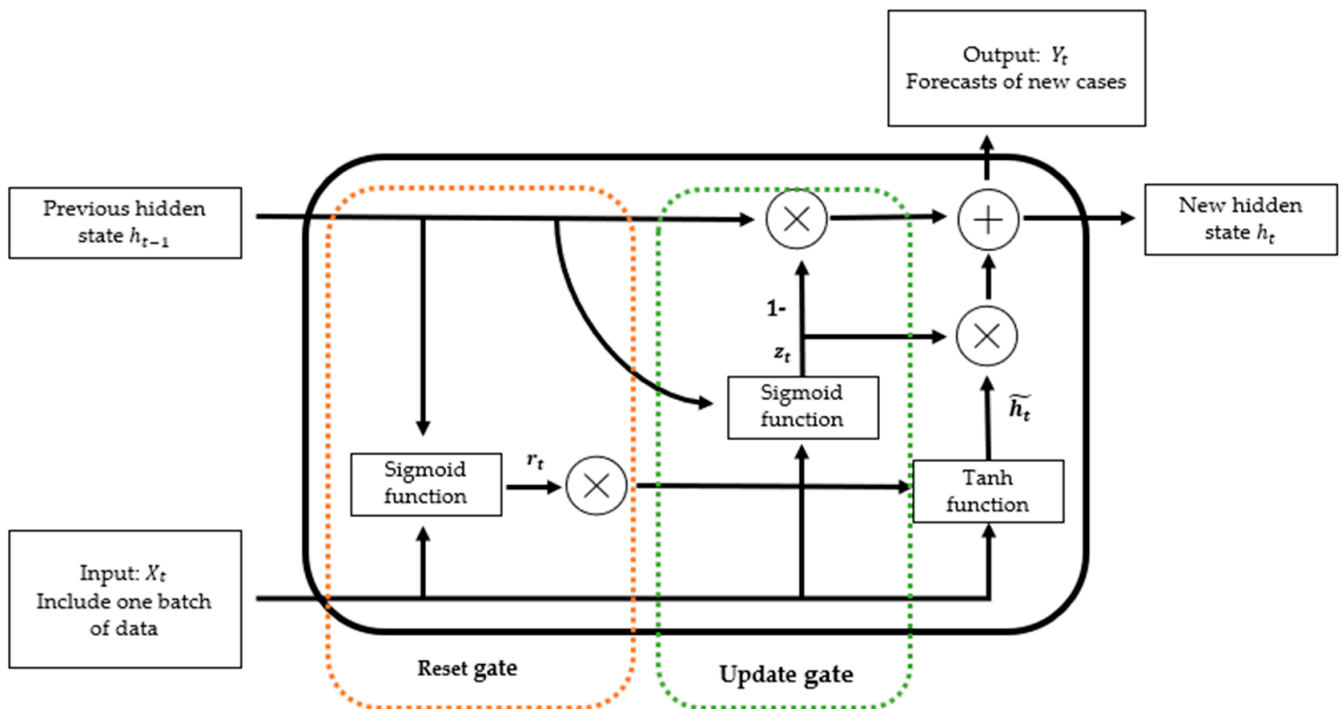 Output: Yₜ
Forecasts of new cases
Previous hidden
state hₜ₋₁
New hidden
state hₜ
1-
zₜ
Sigmoid
function
h̃ₜ
Sigmoid
function
rₜ
Tanh
function
Input: Xₜ
Include one batch
of data
Reset gate
Update gate